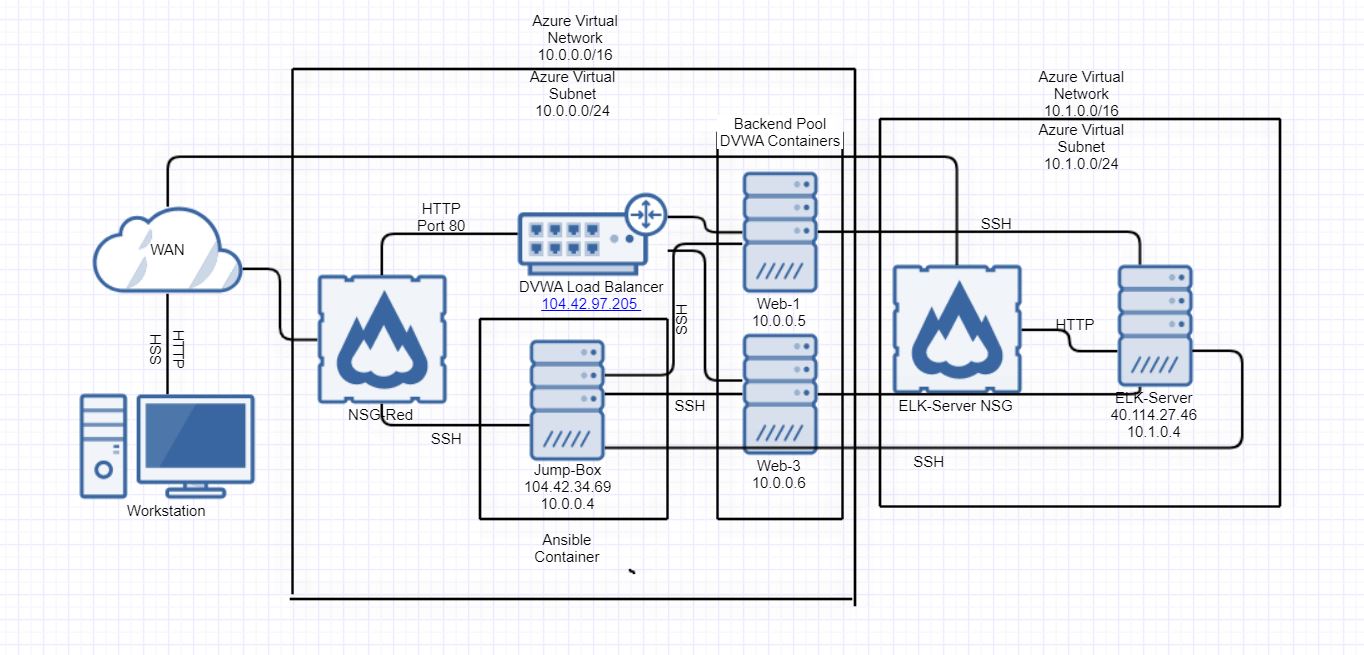 Azure Virtual
Network
10.0.0.0/16
Azure Virtual
Subnet
10.0.0.0/24
Azure Virtual
Network
10.1.0.0/16
Azure Virtual
Subnet
10.1.0.0/24
Backend Pool
DVWA Containers
WAN
HTTP
Port 80
SSH
DVWA Load Balancer
104.42.97.205
Web-1
10.0.0.5
SSH
HTTP
SSH
HTTP
NSG-Red
SSH
SSH
ELK-Server NSG
ELK-Server
40.114.27.46
10.1.0.4
Jump-Box
104.42.34.69
10.0.0.4
Web-3
10.0.0.6
SSH
Workstation
Ansible
Container